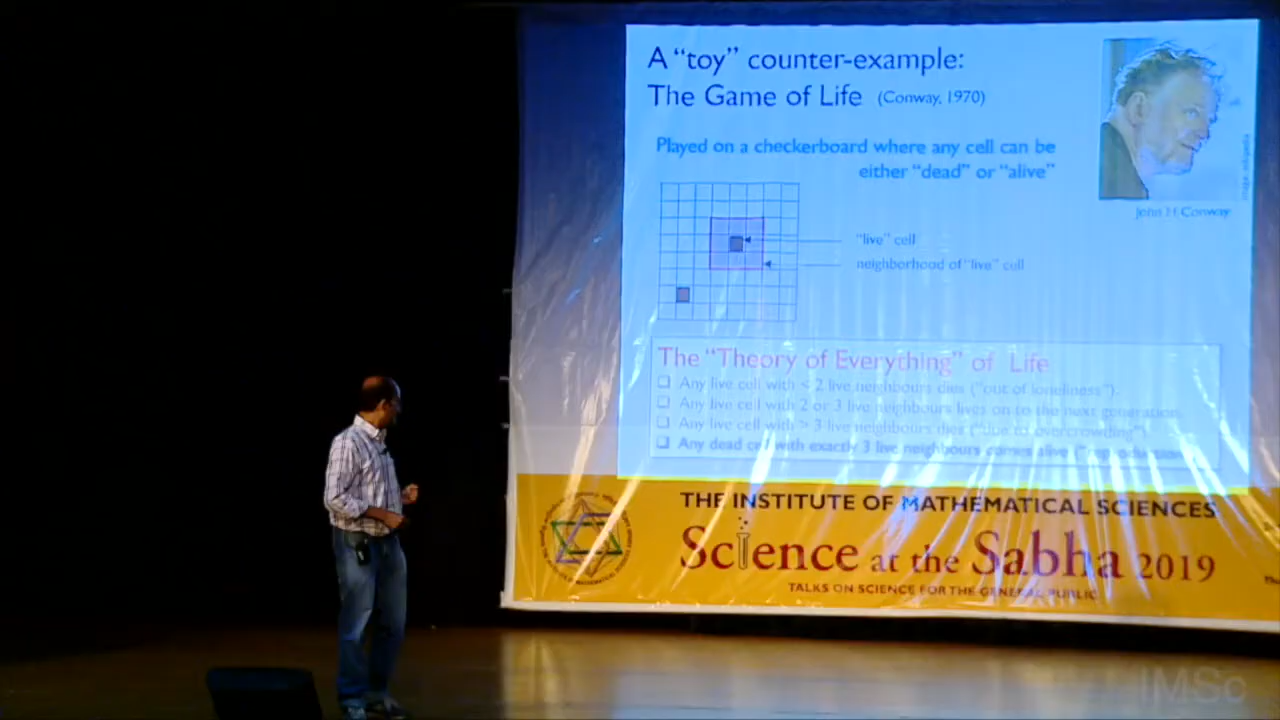 A “toy” counter-example:
The Game of Life (Conway, 1970)
Played on a checkerboard where any cell can be
either “dead” or “alive”
John H Conway
“live” cell
neighborhood of “live” cell
The “Theory of Everything” of Life
❑ Any live cell with < 2 live neighbours dies (“out of loneliness”).
❑ Any live cell with 2 or 3 live neighbours lives on to the next generation.
❑ Any live cell with > 3 live neighbours dies (“due to overcrowding”).
❑ Any dead cell with exactly 3 live neighbours comes alive
THE INSTITUTE OF MATHEMATICAL SCIENCES
Science at the Sabha 2019
TALKS ON SCIENCE FOR THE GENERAL PUBLIC
IMSc